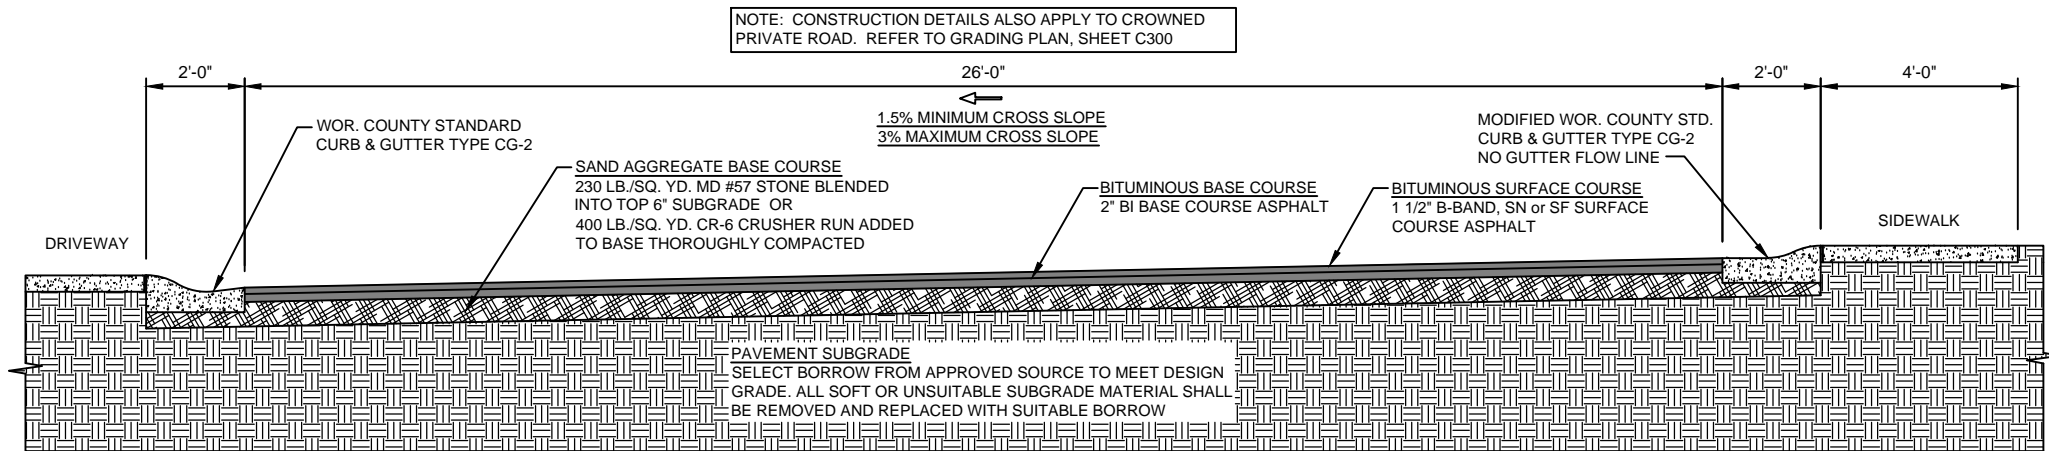 NOTE: CONSTRUCTION DETAILS ALSO APPLY TO CROWNED
PRIVATE ROAD. REFER TO GRADING PLAN, SHEET C300
2'-0"
26'-0"
2'-0"
4'-0"
1.5% MINIMUM CROSS SLOPE
3% MAXIMUM CROSS SLOPE
WOR. COUNTY STANDARD
CURB & GUTTER TYPE CG-2
MODIFIED WOR. COUNTY STD.
CURB & GUTTER TYPE CG-2
NO GUTTER FLOW LINE
SAND AGGREGATE BASE COURSE
230 LB./SQ. YD. MD #57 STONE BLENDED
INTO TOP 6" SUBGRADE OR
400 LB./SQ. YD. CR-6 CRUSHER RUN ADDED
TO BASE THOROUGHLY COMPACTED
BITUMINOUS BASE COURSE
2" BI BASE COURSE ASPHALT
BITUMINOUS SURFACE COURSE
1 1/2" B-BAND, SN or SF SURFACE
COURSE ASPHALT
DRIVEWAY
SIDEWALK
PAVEMENT SUBGRADE
SELECT BORROW FROM APPROVED SOURCE TO MEET DESIGN
GRADE. ALL SOFT OR UNSUITABLE SUBGRADE MATERIAL SHALL
BE REMOVED AND REPLACED WITH SUITABLE BORROW